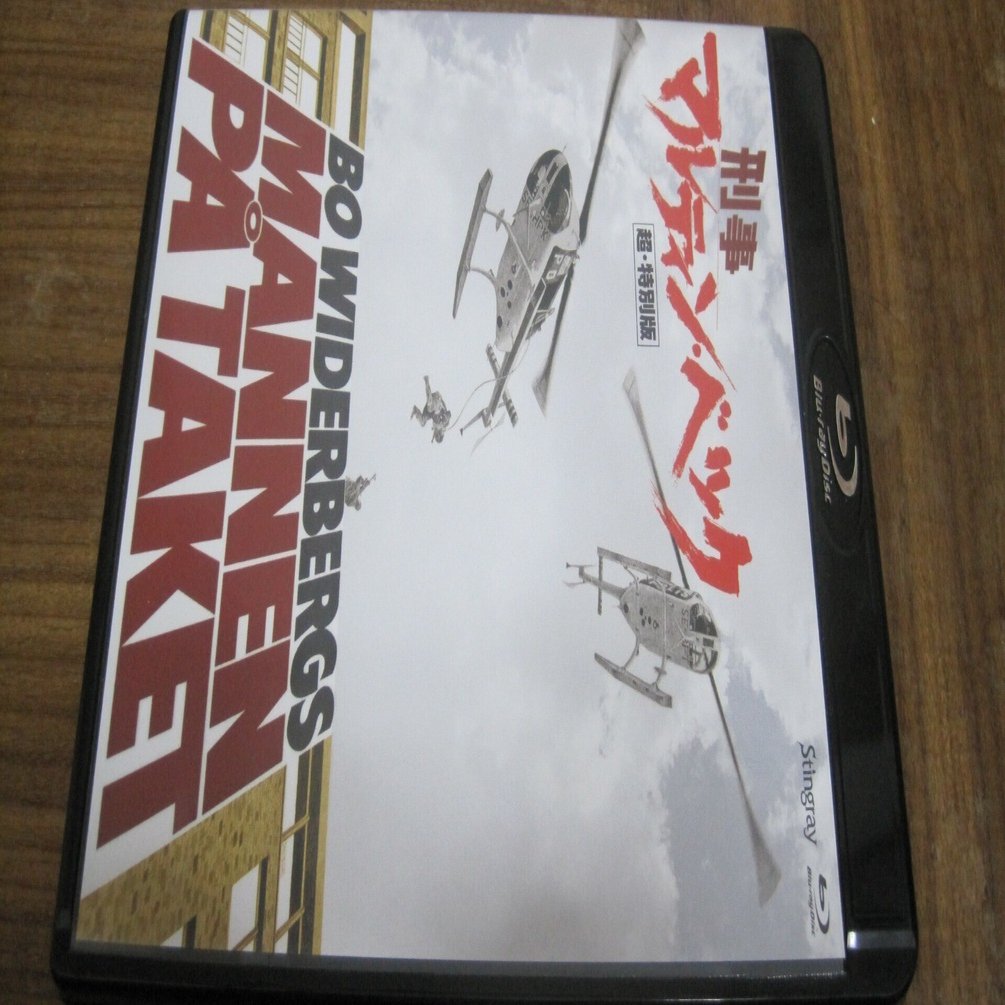 Blu-ray Disc
Stingray
Blu-ray Disc
刑事
マルティン・ベック
超・特別版
PO
BO WIDERBERGS
MANNEN
PÅ TAKET